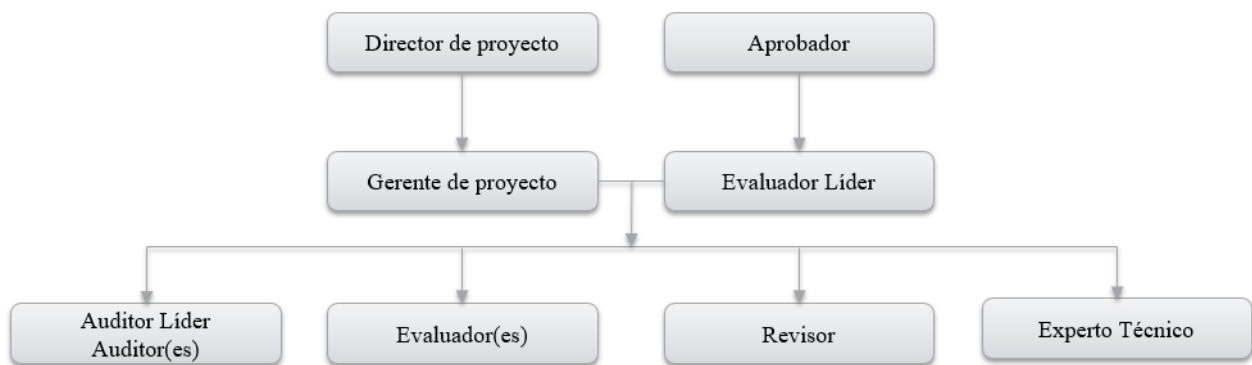 Director de proyecto
Aprobador
Gerente de proyecto
Evaluador Líder
Auditor Líder
Auditor(es)
Evaluador(es)
Revisor
Experto Técnico